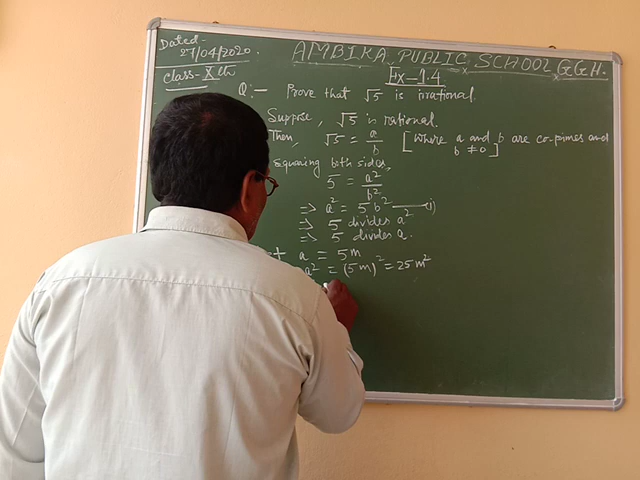 Dated-
27/04/2020.
AMBIKA PUBLIC SCHOOL G.G.H.
Class-Xth
Ex-1.4
Q:- Prove that √5 is irrational.
Suppose, √5 is rational.
Then, √5 = a/b [where a and b are co-pimes and b ≠ 0]
squaring both sides,
5 = a²/b²
=> a² = 5b² (i)
=> 5 divides a²
=> 5 divides a.
a = 5m
a² = (5m)² = 25m²